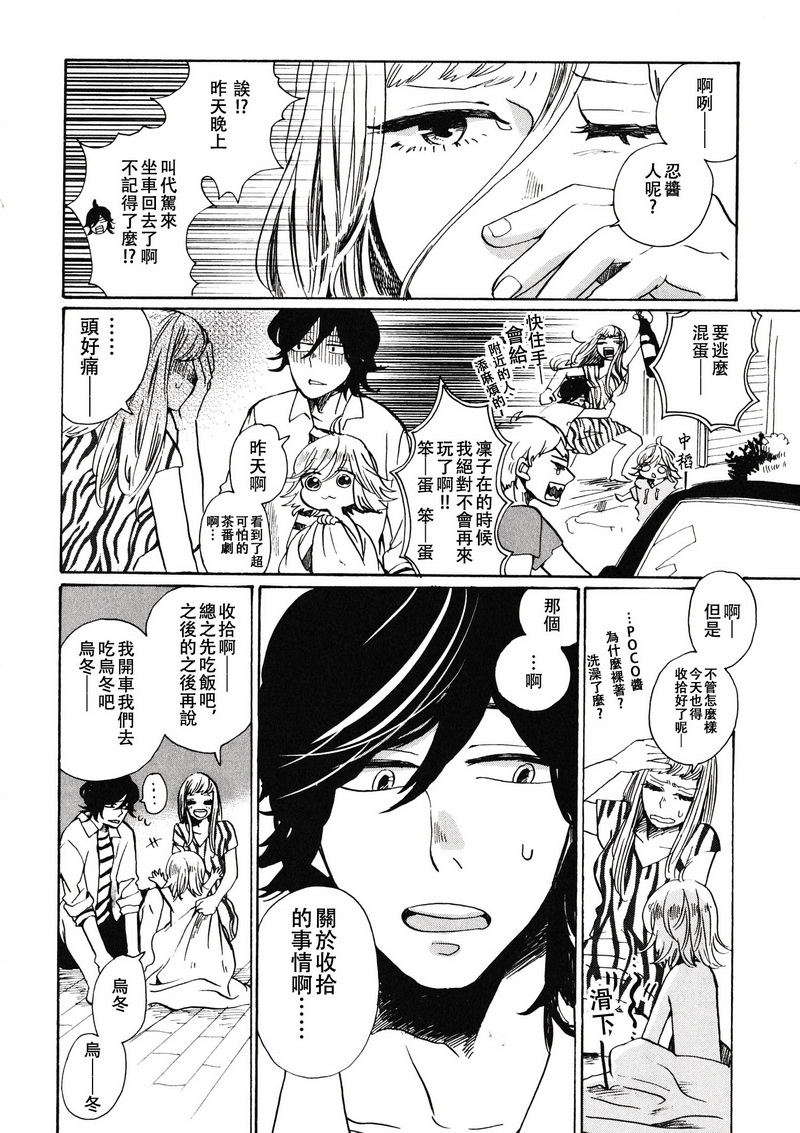 啊咧——
忍醬
人呢?
誒!?
昨天晚上
叫代駕來
坐車回去了啊
不記得了麼!?
要逃麼
混蛋——
快住手
會給
附近的人
添麻煩的!
中稻
凜子在的時候
我絕對不會再來
玩了啊!!
笨—蛋 笨—蛋
昨天啊
看到了超
可怕的
茶番劇
啊…
……
頭好痛——
啊—
但是
不管怎麼樣
今天也得
收拾好了呢—
…POCO醬
為什麼裸著?
洗澡了麼?
滑下
那個
…啊
關於收拾
的事情啊……
收拾啊——
總之先吃飯吧,
之後的之後再說
我開車我們去
吃烏冬吧
烏冬——
…
烏冬
烏——冬